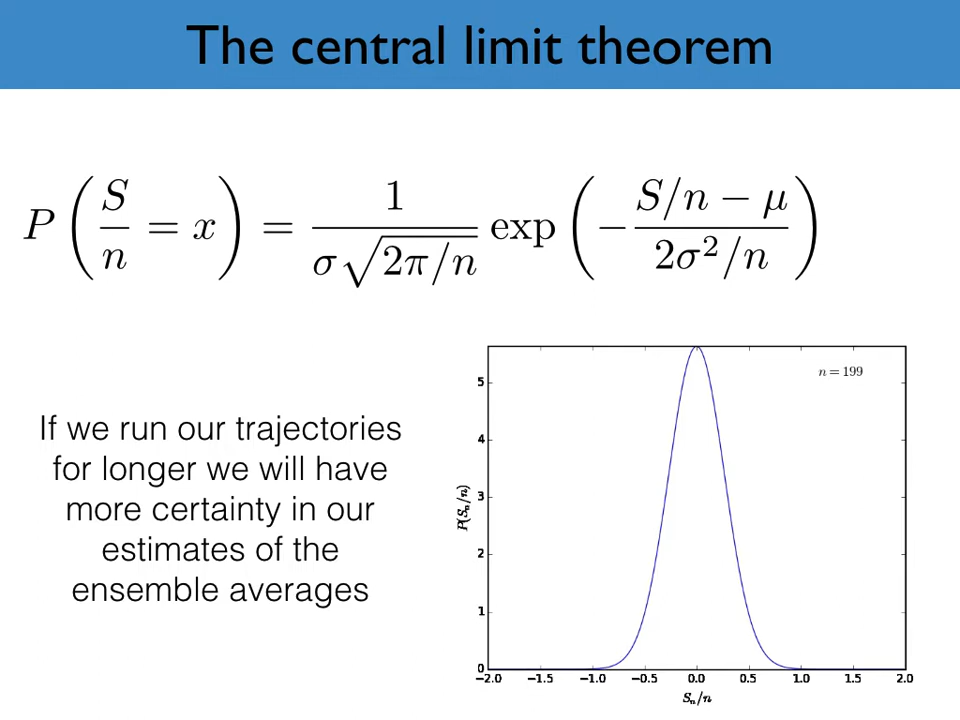 The central limit theorem
P(S/n = x) = 1/(σ√(2π/n)) exp(−(S/n − μ)/(2σ²/n))
If we run our trajectories
for longer we will have
more certainty in our
estimates of the
ensemble averages
n = 199
P(Sₙ/n)
5
4
3
2
1
0
−2.0 −1.5 −1.0 −0.5 0.0 0.5 1.0 1.5 2.0
Sₙ/n